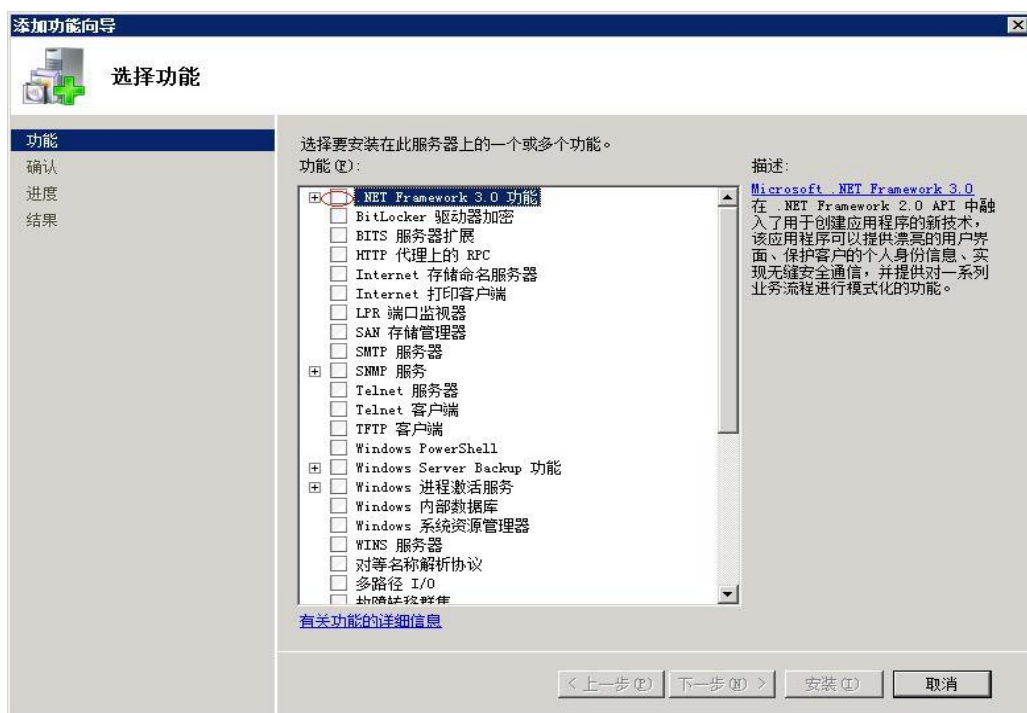 添加功能向导
选择功能
功能
确认
进度
结果
选择要安装在此服务器上的一个或多个功能。
功能(F):
.NET Framework 3.0 功能
BitLocker 驱动器加密
BITS 服务器扩展
HTTP 代理上的 RPC
Internet 存储命名服务器
Internet 打印客户端
LPR 端口监视器
SAN 存储管理器
SMTP 服务器
SNMP 服务
Telnet 服务器
Telnet 客户端
TFTP 客户端
Windows PowerShell
Windows Server Backup 功能
Windows 进程激活服务
Windows 内部数据库
Windows 系统资源管理器
WINS 服务器
对等名称解析协议
多路径 I/O
故障转移群集
有关功能的详细信息
描述:
Microsoft .NET Framework 3.0
在 .NET Framework 2.0 API 中融
入了用于创建应用程序的新技术,
该应用程序可以提供漂亮的用户界
面、保护客户的个人身份信息、实
现无缝安全通信,并提供对一系列
业务流程进行模式化的功能。
< 上一步(P)
下一步(N) >
安装(I)
取消